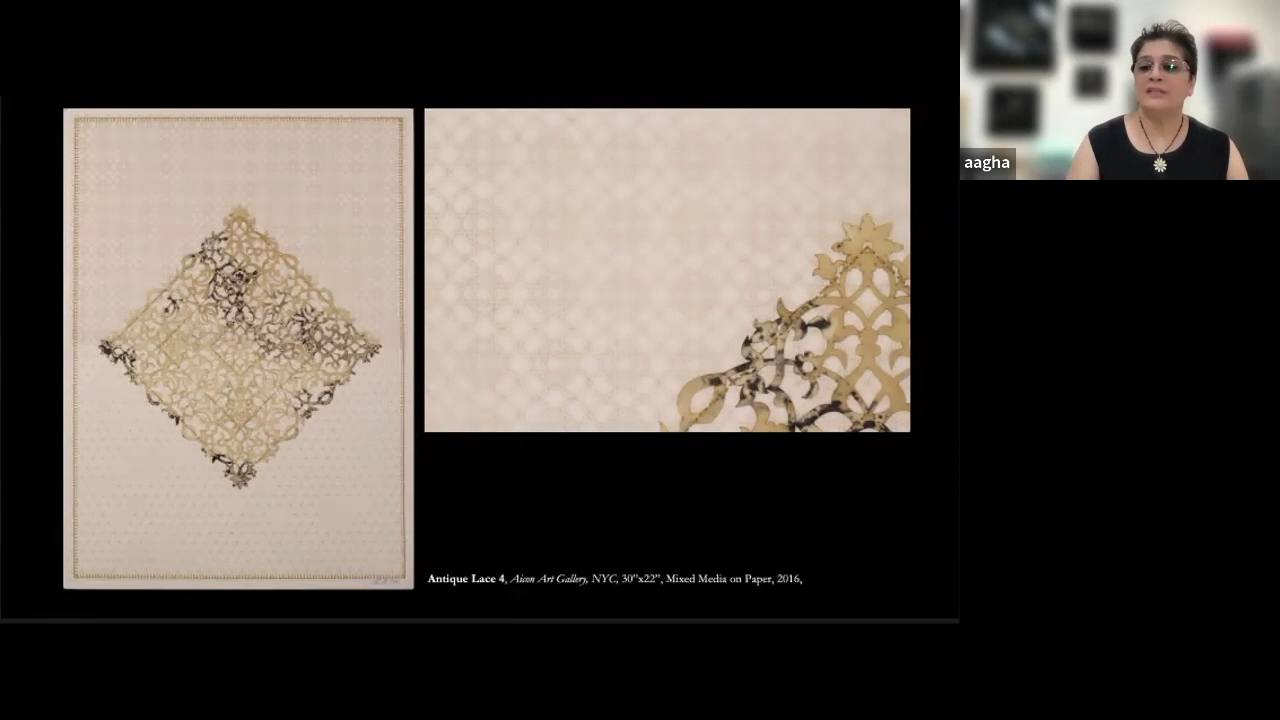 aagha
Antique Lace 4, Aicon Art Gallery, NYC, 30”x22”, Mixed Media on Paper, 2016,